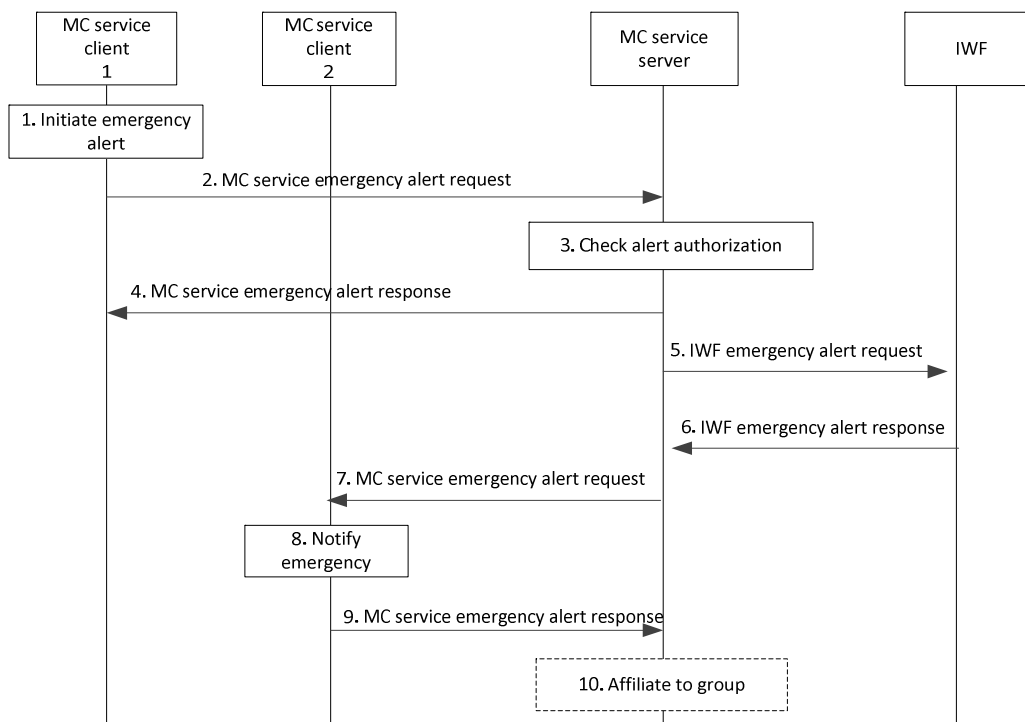 MC service
client
1
MC service
client
2
MC service
server
IWF
1. Initiate emergency
alert
2. MC service emergency alert request
3. Check alert authorization
4. MC service emergency alert response
5. IWF emergency alert request
6. IWF emergency alert response
7. MC service emergency alert request
8. Notify
emergency
9. MC service emergency alert response
10. Affiliate to group